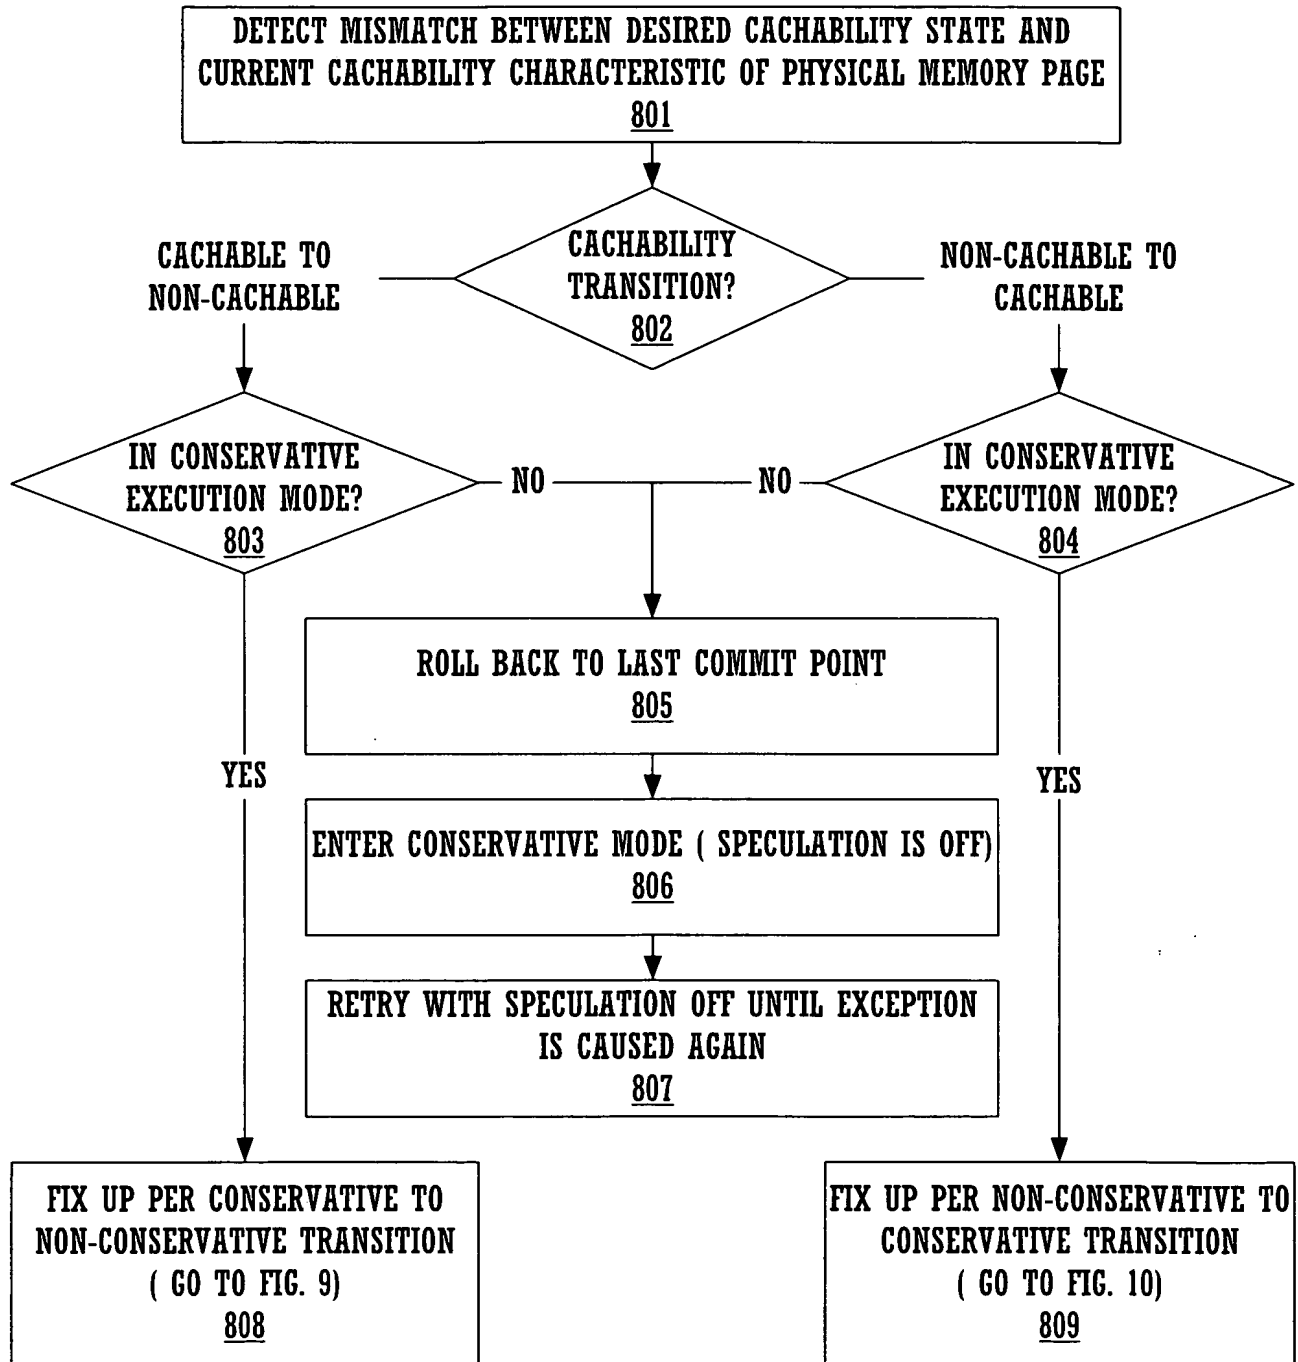 DETECT MISMATCH BETWEEN DESIRED CACHABILITY STATE AND
CURRENT CACHABILITY CHARACTERISTIC OF PHYSICAL MEMORY PAGE
801
CACHABILITY
TRANSITION?
802
CACHABLE TO
NON-CACHABLE
NON-CACHABLE TO
CACHABLE
IN CONSERVATIVE
EXECUTION MODE?
803
NO
NO
IN CONSERVATIVE
EXECUTION MODE?
804
ROLL BACK TO LAST COMMIT POINT
805
YES
YES
ENTER CONSERVATIVE MODE ( SPECULATION IS OFF)
806
RETRY WITH SPECULATION OFF UNTIL EXCEPTION
IS CAUSED AGAIN
807
FIX UP PER CONSERVATIVE TO
NON-CONSERVATIVE TRANSITION
( GO TO FIG. 9)
808
FIX UP PER NON-CONSERVATIVE TO
CONSERVATIVE TRANSITION
( GO TO FIG. 10)
809